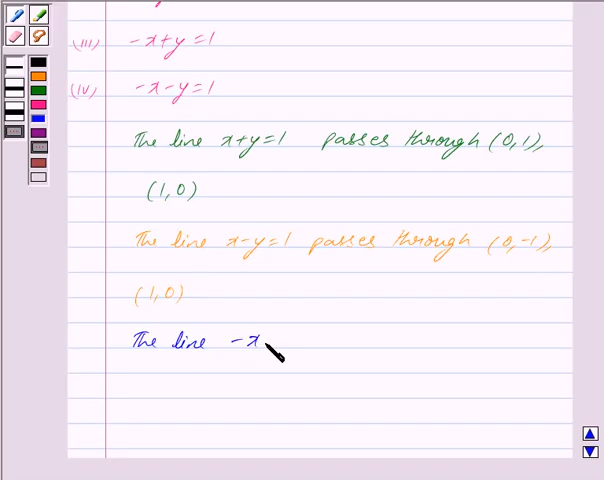 (III) -x+y=1
(IV) -x-y=1
The line x+y=1 passes through (0,1),
(1,0)
The line x-y=1 passes through (0,-1),
(1,0)
The line -x